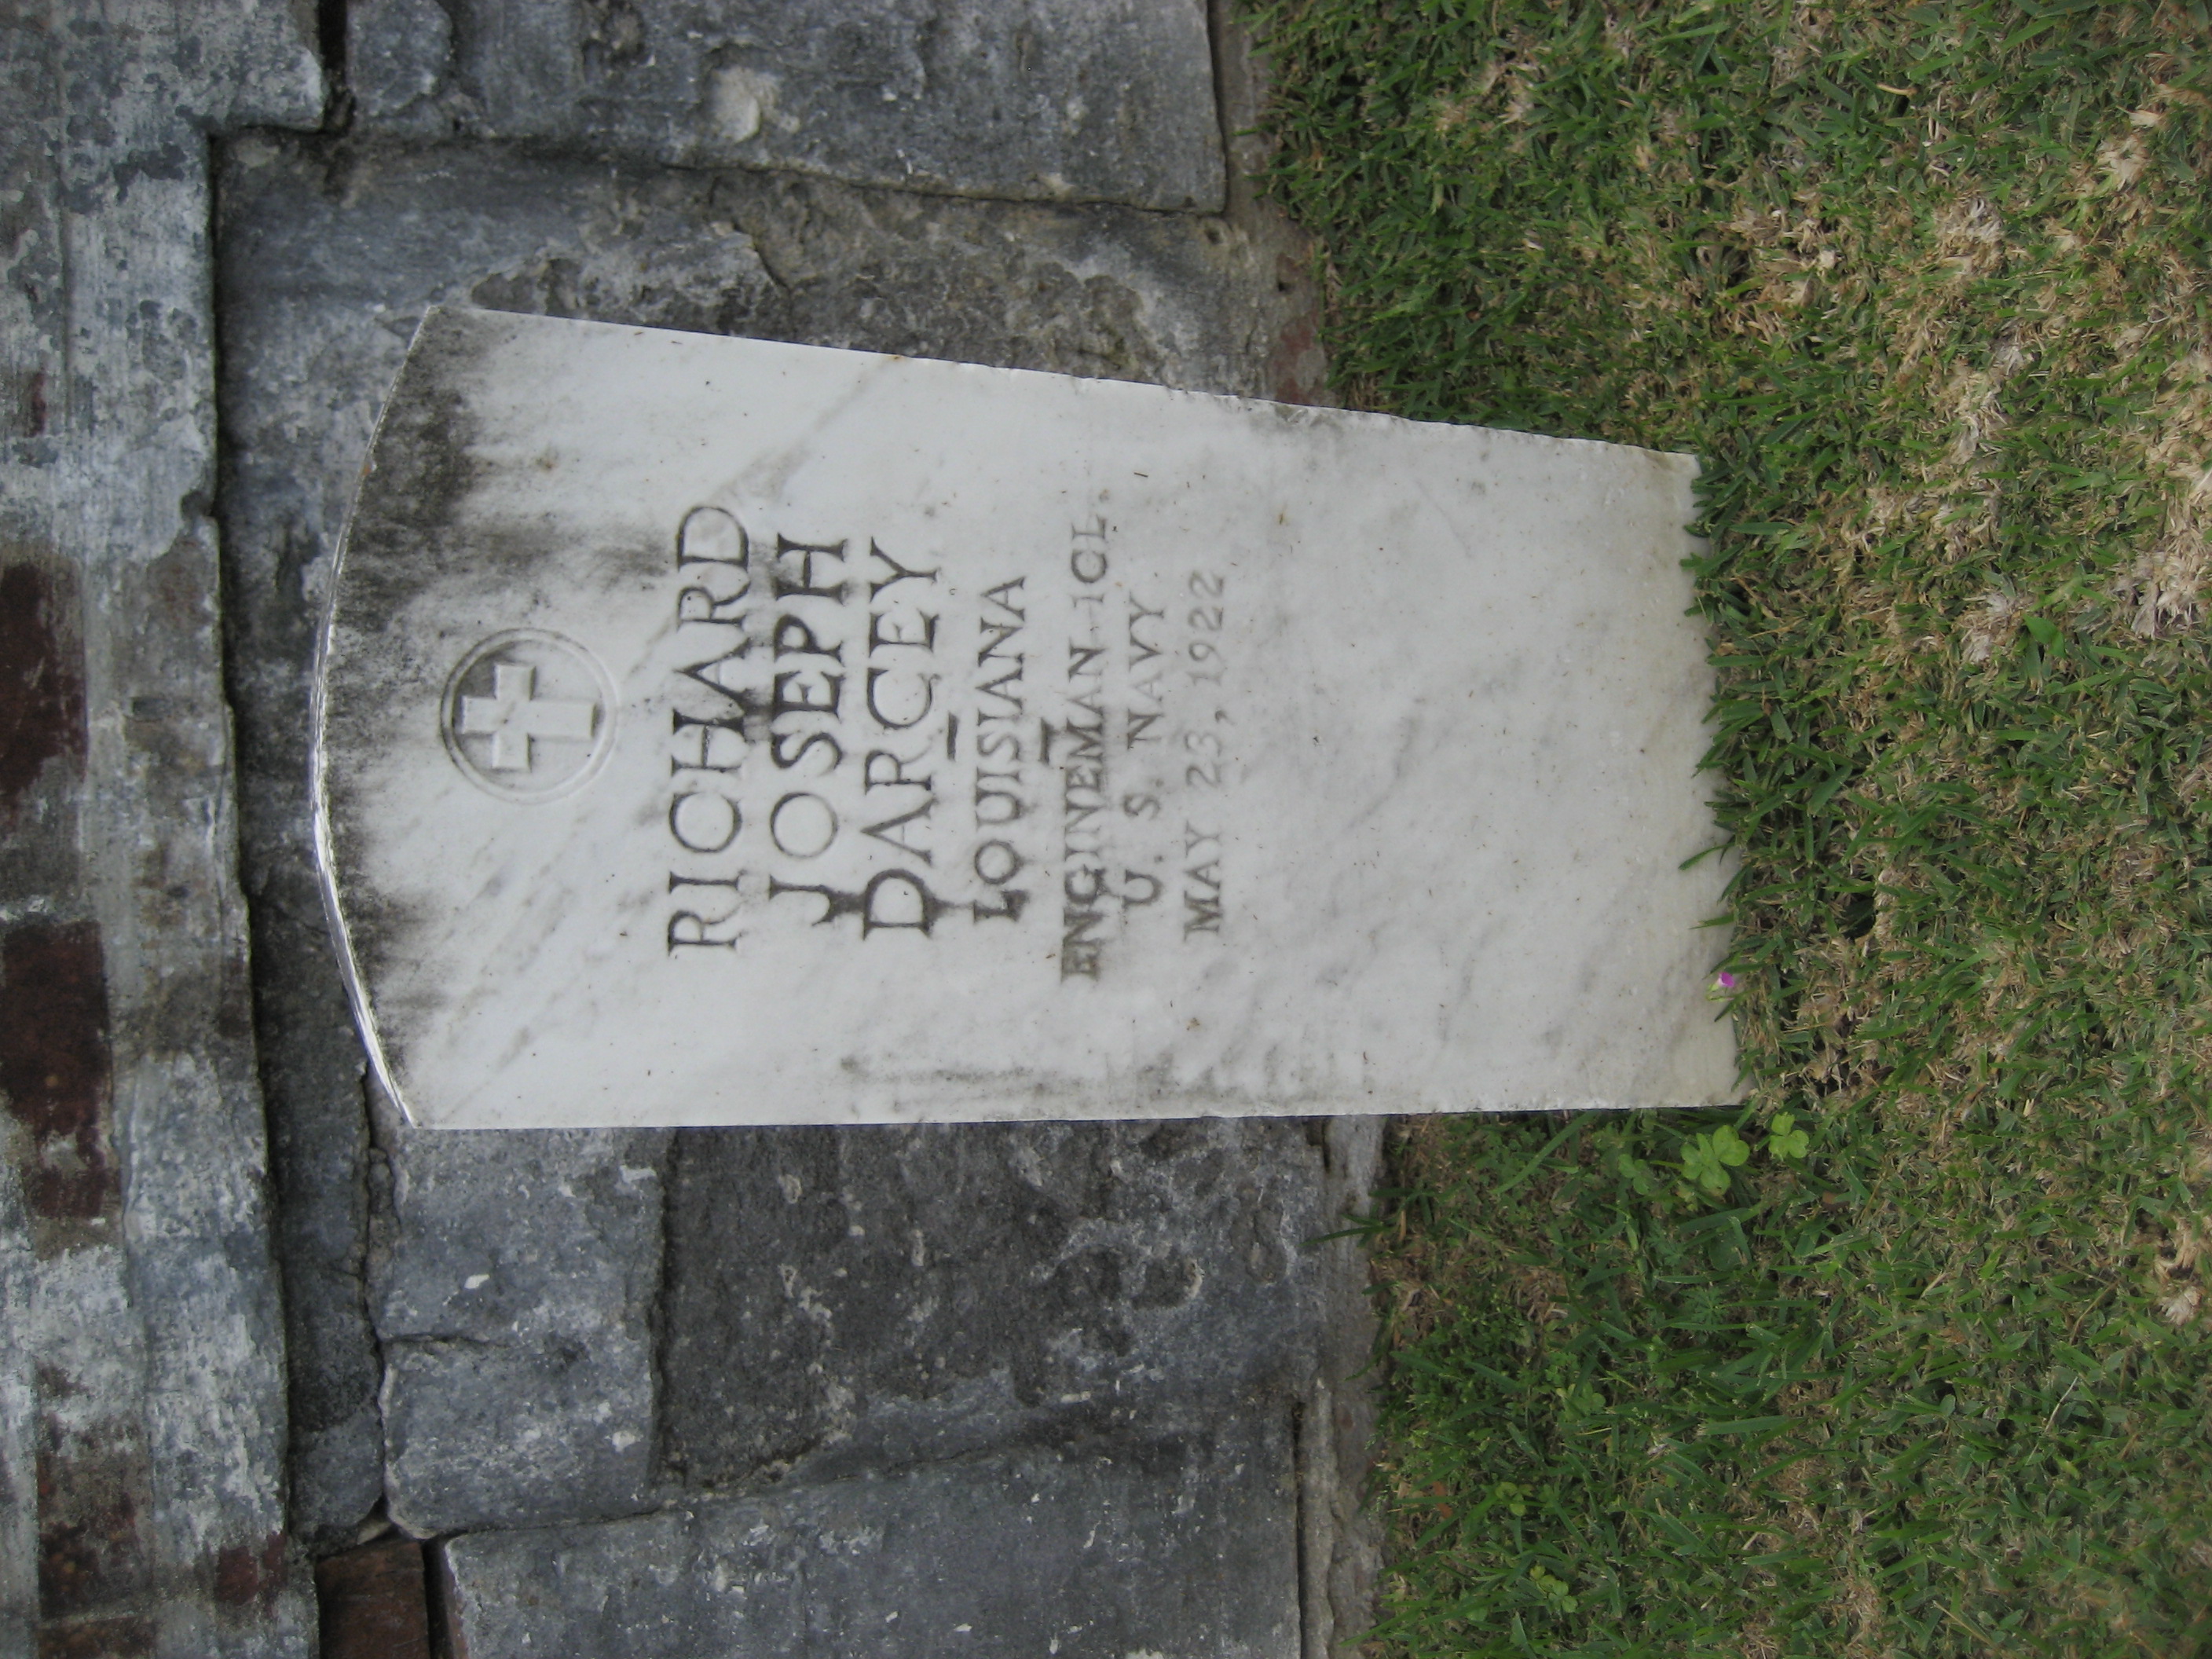 RICHARD
JOSEPH
DARCEY
LOUISIANA
ENGINEMAN 1CL.
U. S. NAVY
MAY 23, 1922